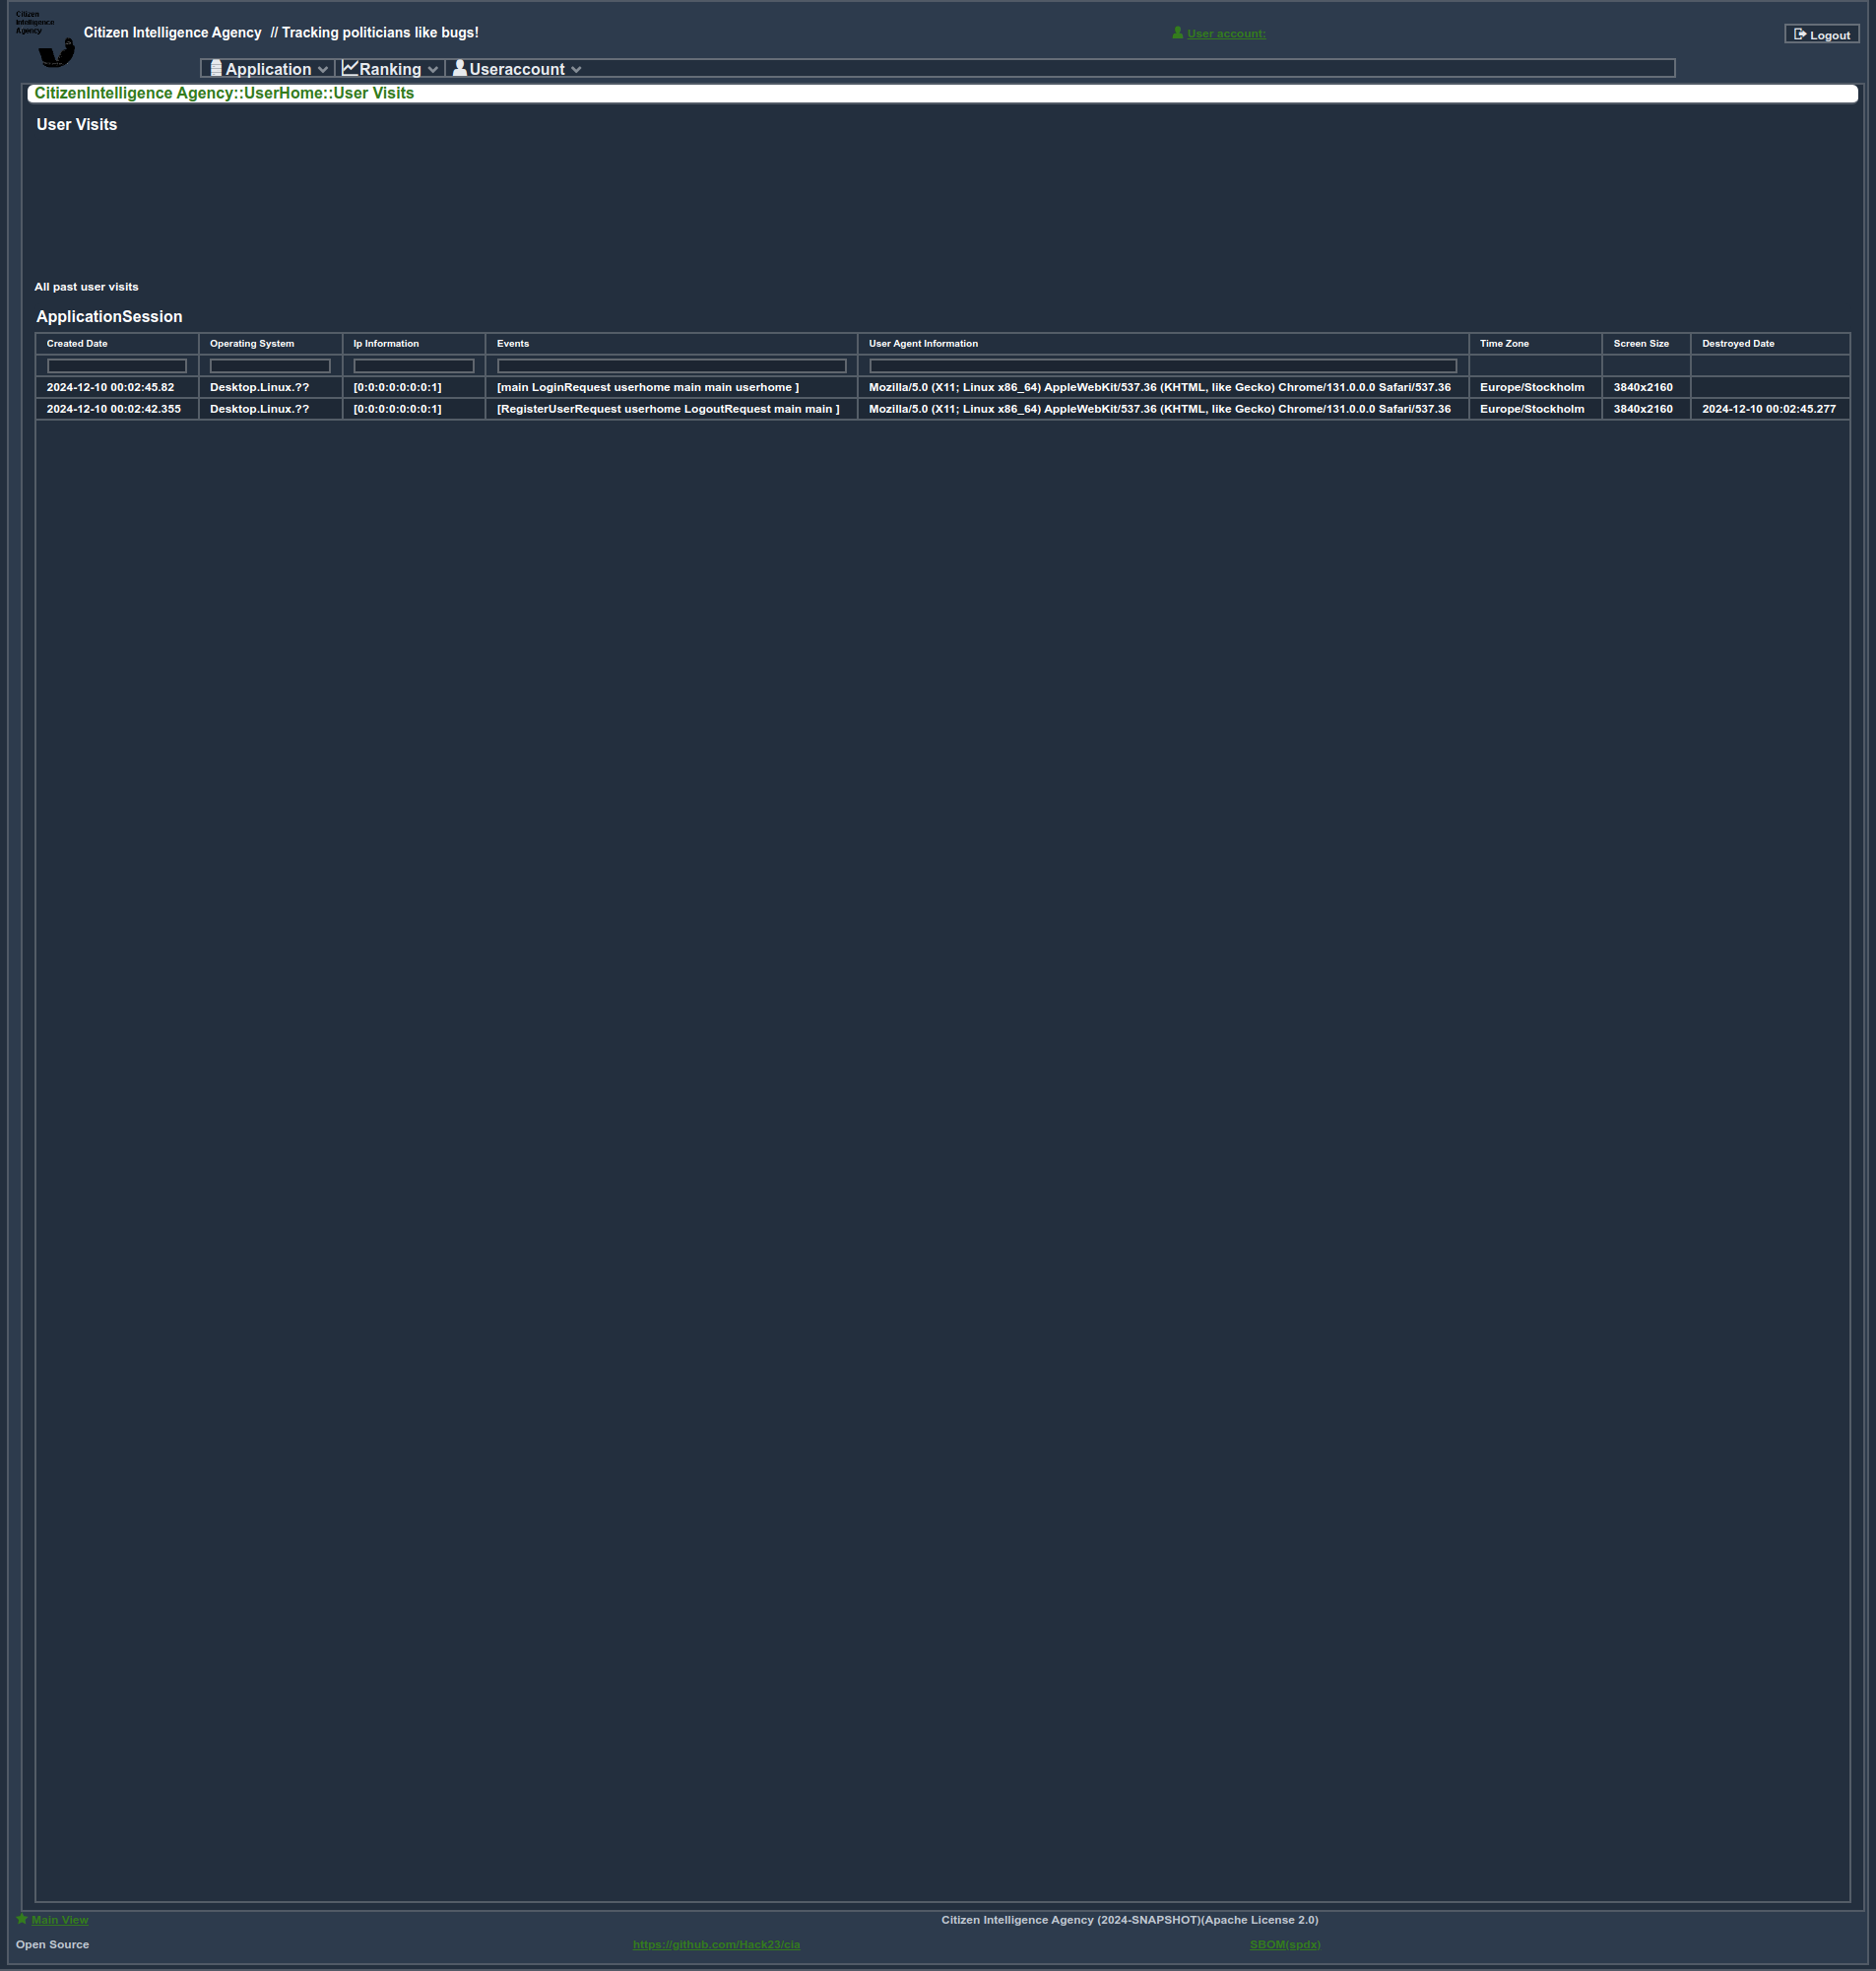 Citizen
Intelligence
Agency
Citizen Intelligence Agency // Tracking politicians like bugs!
User account:
Logout
Application Ranking Useraccount
CitizenIntelligence Agency::UserHome::User Visits
User Visits
All past user visits
ApplicationSession
Created Date Operating System Ip Information Events User Agent Information Time Zone Screen Size Destroyed Date
2024-12-10 00:02:45.82 Desktop.Linux.?? [0:0:0:0:0:0:0:1] [main LoginRequest userhome main main userhome ] Mozilla/5.0 (X11; Linux x86_64) AppleWebKit/537.36 (KHTML, like Gecko) Chrome/131.0.0.0 Safari/537.36 Europe/Stockholm 3840x2160
2024-12-10 00:02:42.355 Desktop.Linux.?? [0:0:0:0:0:0:0:1] [RegisterUserRequest userhome LogoutRequest main main ] Mozilla/5.0 (X11; Linux x86_64) AppleWebKit/537.36 (KHTML, like Gecko) Chrome/131.0.0.0 Safari/537.36 Europe/Stockholm 3840x2160 2024-12-10 00:02:45.277
Main View Citizen Intelligence Agency (2024-SNAPSHOT)(Apache License 2.0)
Open Source https://github.com/Hack23/cia SBOM(spdx)